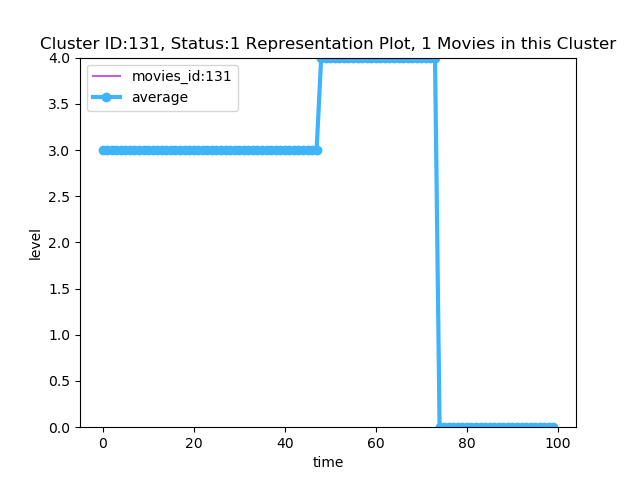 Cluster ID:131, Status:1 Representation Plot, 1 Movies in this Cluster
movies_id:131
average
4.0
3.5
3.0
2.5
2.0
1.5
1.0
0.5
0.0
level
0 20 40 60 80 100
time